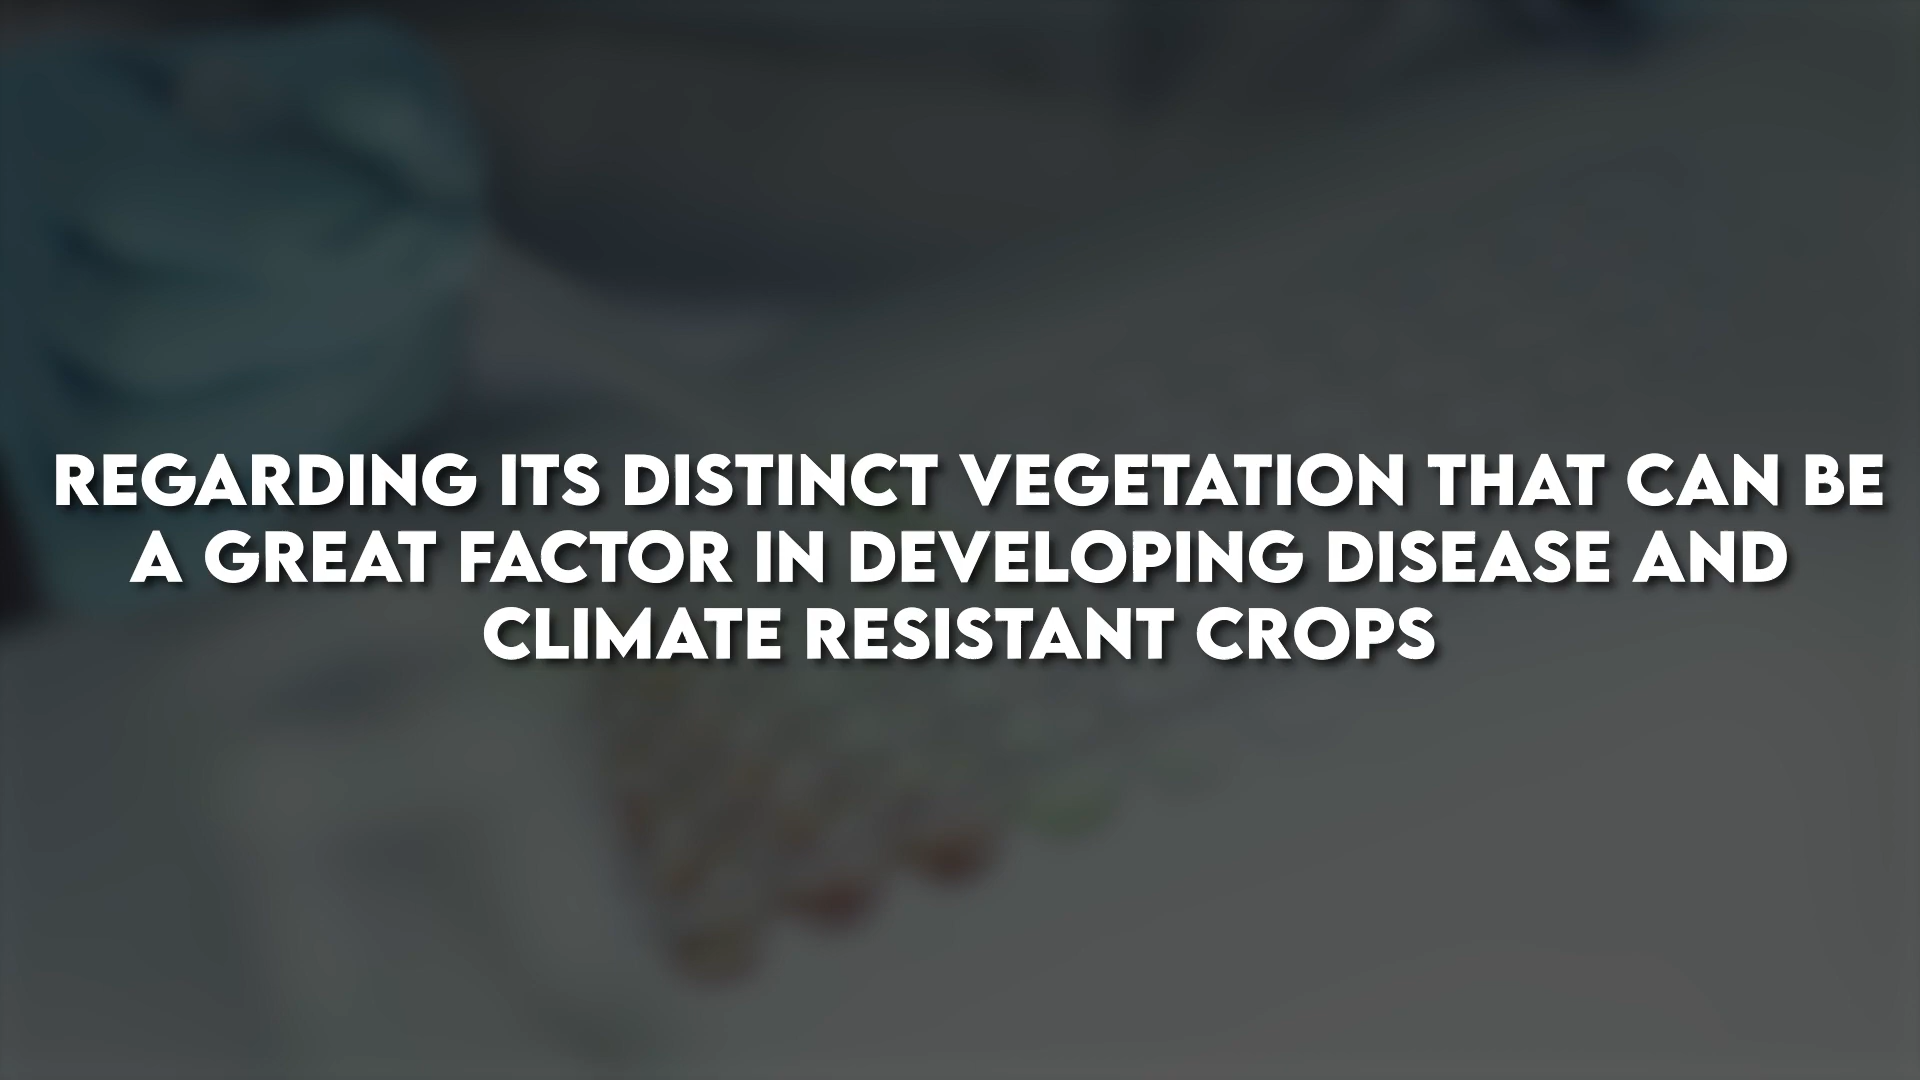 REGARDING ITS DISTINCT VEGETATION THAT CAN BE
A GREAT FACTOR IN DEVELOPING DISEASE AND
CLIMATE RESISTANT CROPS